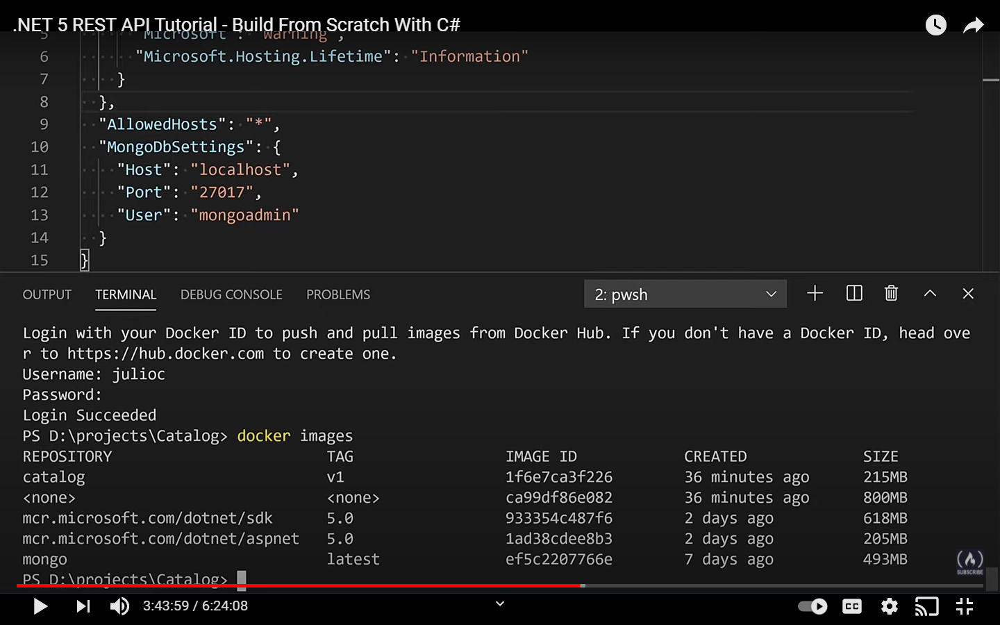 .NET 5 REST API Tutorial - Build From Scratch With C#
5 "Microsoft": "Warning",
6 "Microsoft.Hosting.Lifetime": "Information"
7 }
8 },
9 "AllowedHosts": "*",
10 "MongoDbSettings": {
11 "Host": "localhost",
12 "Port": "27017",
13 "User": "mongoadmin"
14 }
15 }
OUTPUT TERMINAL DEBUG CONSOLE PROBLEMS 2: pwsh
Login with your Docker ID to push and pull images from Docker Hub. If you don't have a Docker ID, head ove
r to https://hub.docker.com to create one.
Username: julioc
Password:
Login Succeeded
PS D:\projects\Catalog> docker images
REPOSITORY TAG IMAGE ID CREATED SIZE
catalog v1 1f6e7ca3f226 36 minutes ago 215MB
<none> <none> ca99df86e082 36 minutes ago 800MB
mcr.microsoft.com/dotnet/sdk 5.0 933354c487f6 2 days ago 618MB
mcr.microsoft.com/dotnet/aspnet 5.0 1ad38cdee8b3 2 days ago 205MB
mongo latest ef5c2207766e 7 days ago 493MB
PS D:\projects\Catalog>
SUBSCRIBE
3:43:59 / 6:24:08 CC